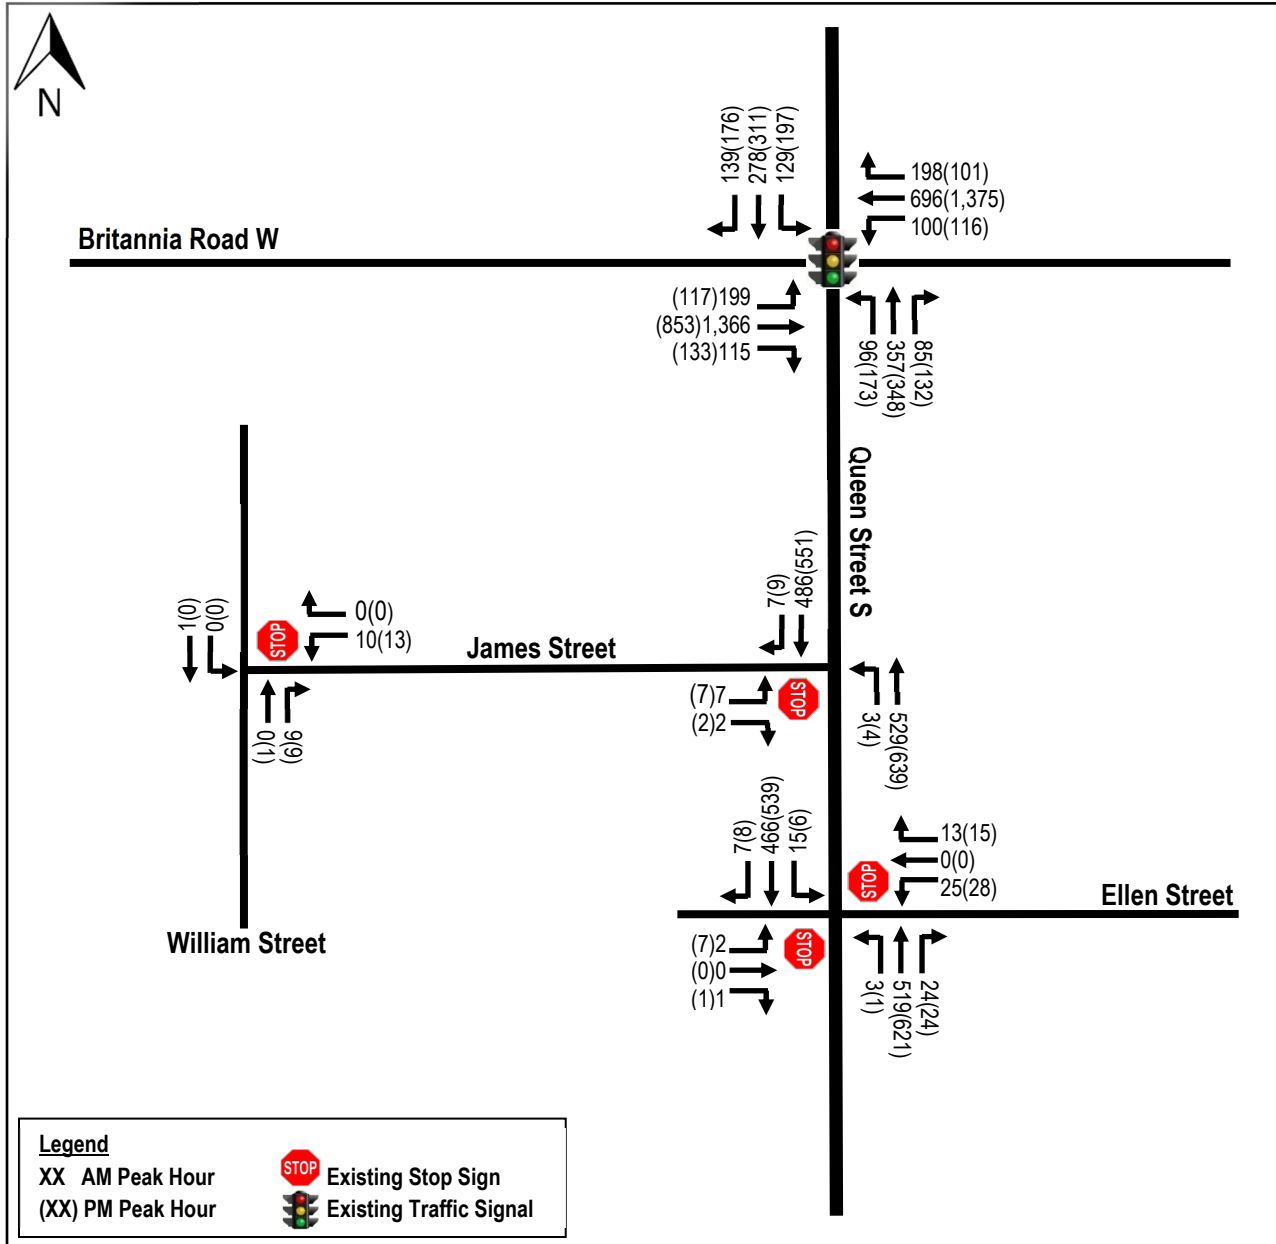 N
139(176)
278(311)
129(197)
198(101)
696(1,375)
100(116)
Britannia Road W
(117)199
(853)1,366
(133)115
96(173)
357(348)
85(132)
Queen Street S
1(0)
0(0)
STOP
0(0)
10(13)
James Street
0(1)
9(9)
7(9)
486(551)
(7)7
(2)2
STOP
3(4)
529(639)
7(8)
466(539)
15(6)
STOP
13(15)
0(0)
25(28)
Ellen Street
William Street
(7)2
(0)0
(1)1
STOP
3(1)
519(621)
24(24)
Legend
XX AM Peak Hour
STOP Existing Stop Sign
(XX) PM Peak Hour
Existing Traffic Signal